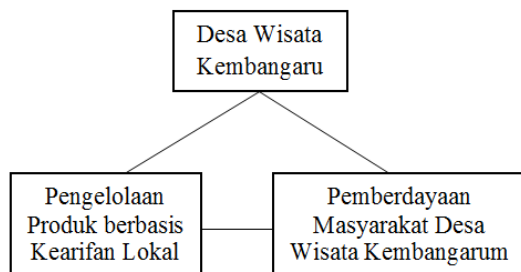 Desa Wisata
Kembangaru
Pengelolaan
Produk berbasis
Kearifan Lokal
Pemberdayaan
Masyarakat Desa
Wisata Kembangarum